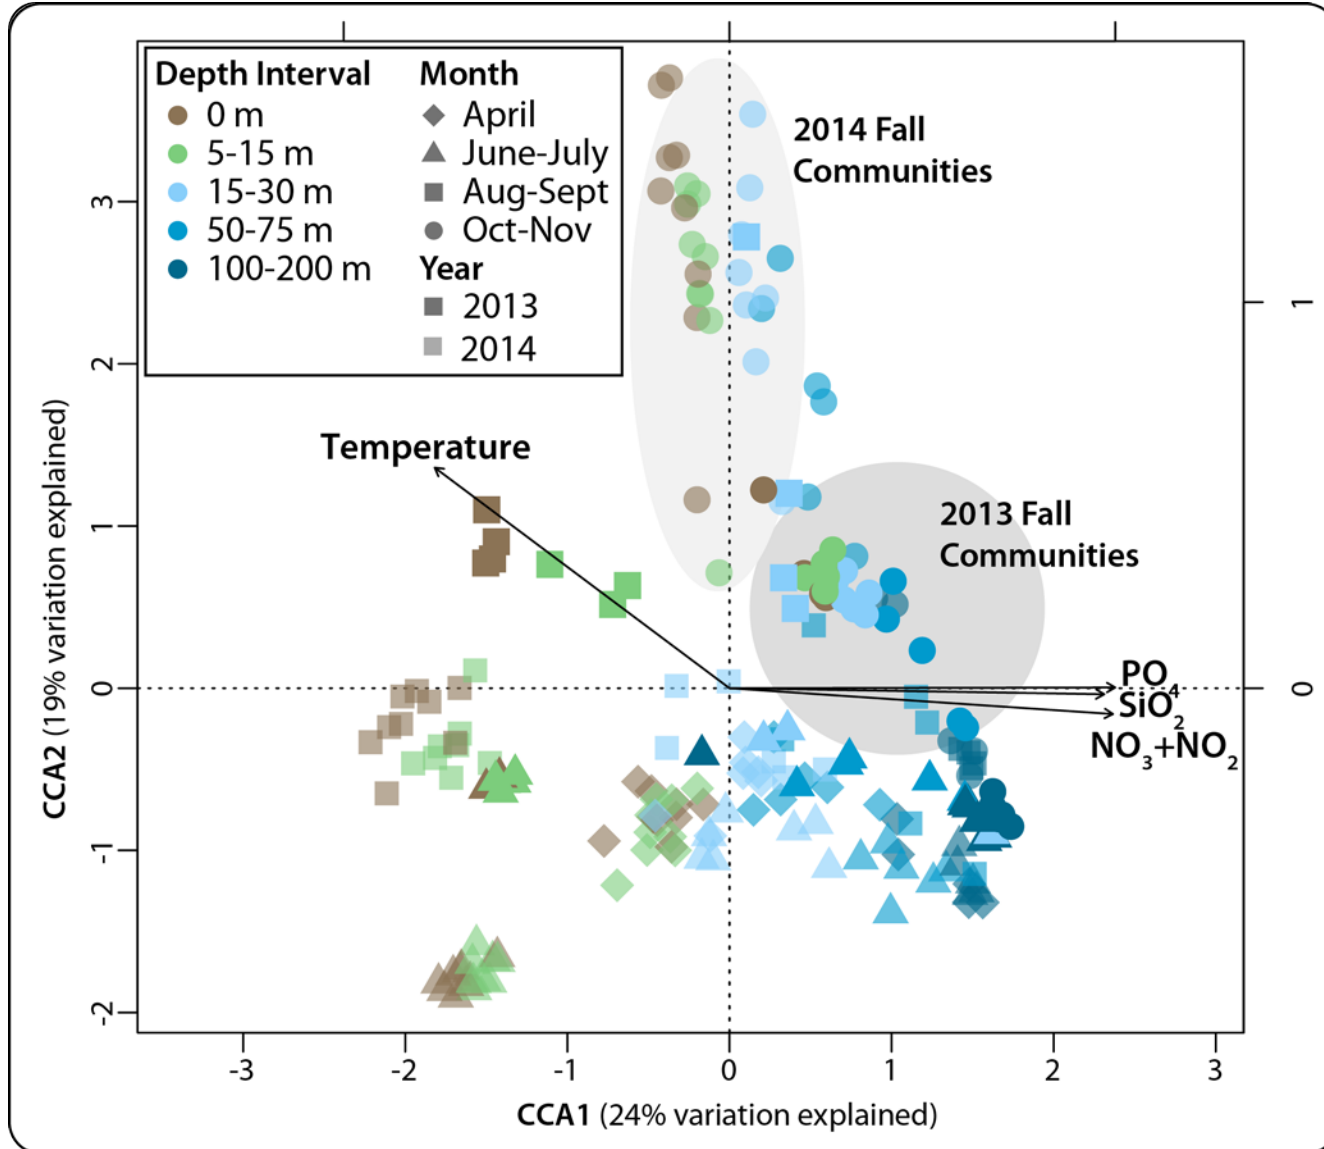 Depth Interval
0 m
5-15 m
15-30 m
50-75 m
100-200 m
Month
April
June-July
Aug-Sept
Oct-Nov
Year
2013
2014
2014 Fall
Communities
Temperature
2013 Fall
Communities
PO4
SiO2
NO3+NO2
CCA2 (19% variation explained)
3
2
1
0
-1
-2
1
0
-3
-2
-1
0
1
2
3
CCA1 (24% variation explained)